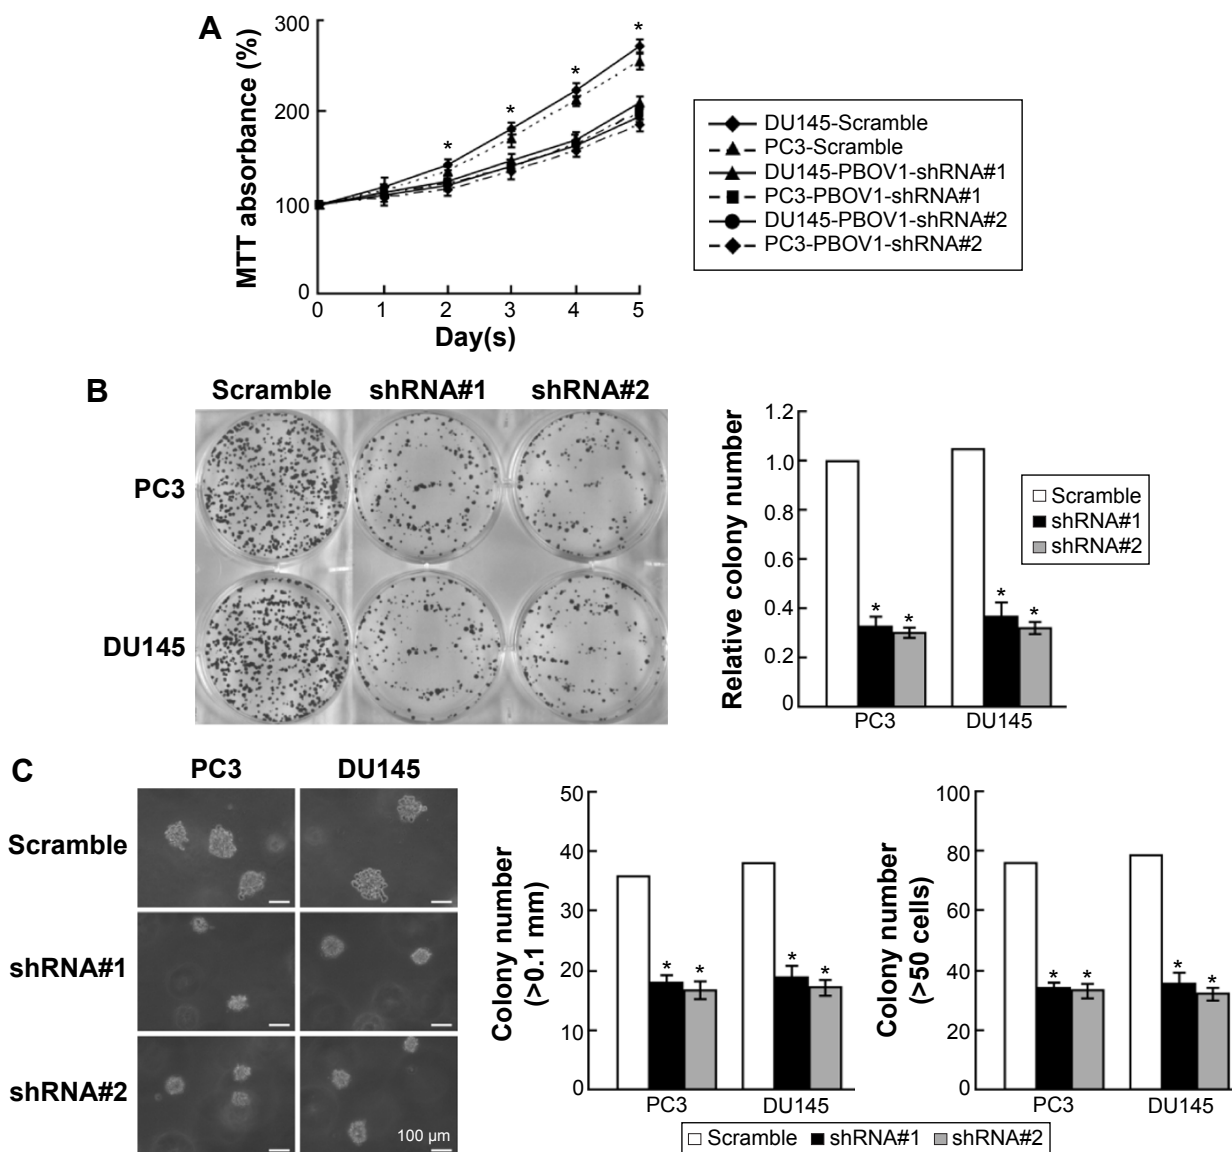 A
MTT absorbance (%)
300
200
100
0
0 1 2 3 4 5
Day(s)
* * * *
DU145-Scramble
PC3-Scramble
DU145-PBOV1-shRNA#1
PC3-PBOV1-shRNA#1
DU145-PBOV1-shRNA#2
PC3-PBOV1-shRNA#2
B
Scramble shRNA#1 shRNA#2
PC3
DU145
Relative colony number
1.2
1.0
0.8
0.6
0.4
0.2
0
* * * *
PC3 DU145
Scramble
shRNA#1
shRNA#2
C
PC3 DU145
Scramble
shRNA#1
shRNA#2
100 µm
Colony number
(>0.1 mm)
50
40
30
20
10
0
* * * *
PC3 DU145
Colony number
(>50 cells)
100
80
60
40
20
0
* * * *
PC3 DU145
Scramble shRNA#1 shRNA#2